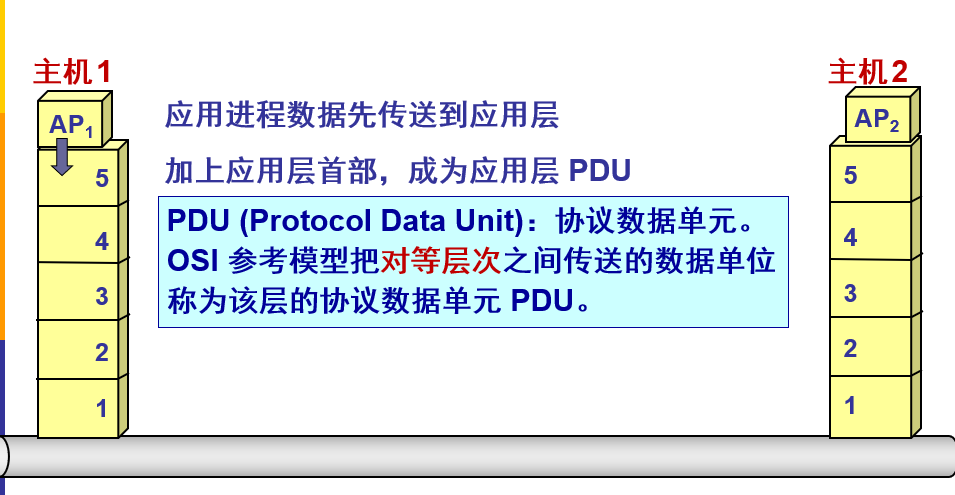 主机1
主机2
AP1
AP2
应用进程数据先传送到应用层
加上应用层首部，成为应用层 PDU
PDU (Protocol Data Unit)：协议数据单元。
OSI 参考模型把对等层次之间传送的数据单位
称为该层的协议数据单元 PDU。
5
4
3
2
1
5
4
3
2
1